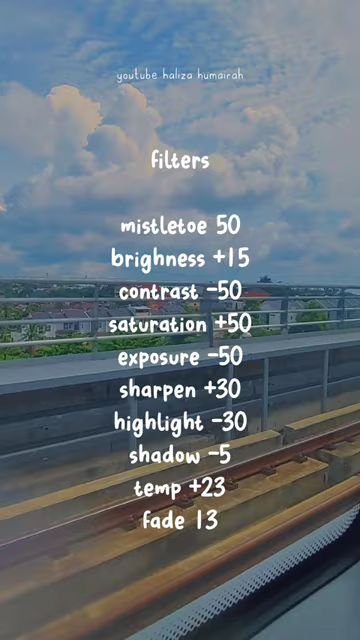 youtube haliza humairah
filters
mistletoe 50
brighness +15
contrast -50
saturation +50
exposure -50
sharpen +30
highlight -30
shadow -5
temp +23
fade 13